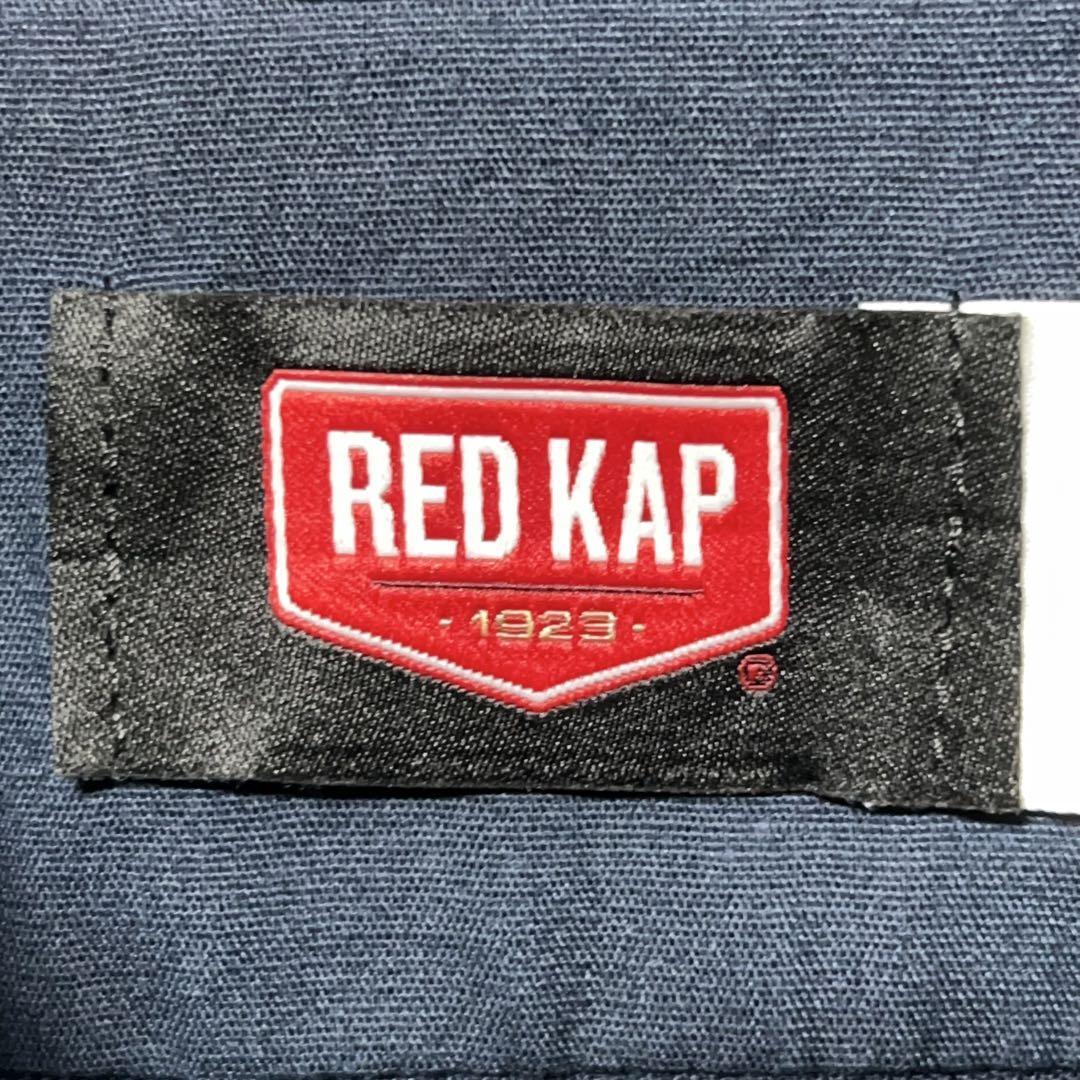 RED KAP
- 1923 -
®